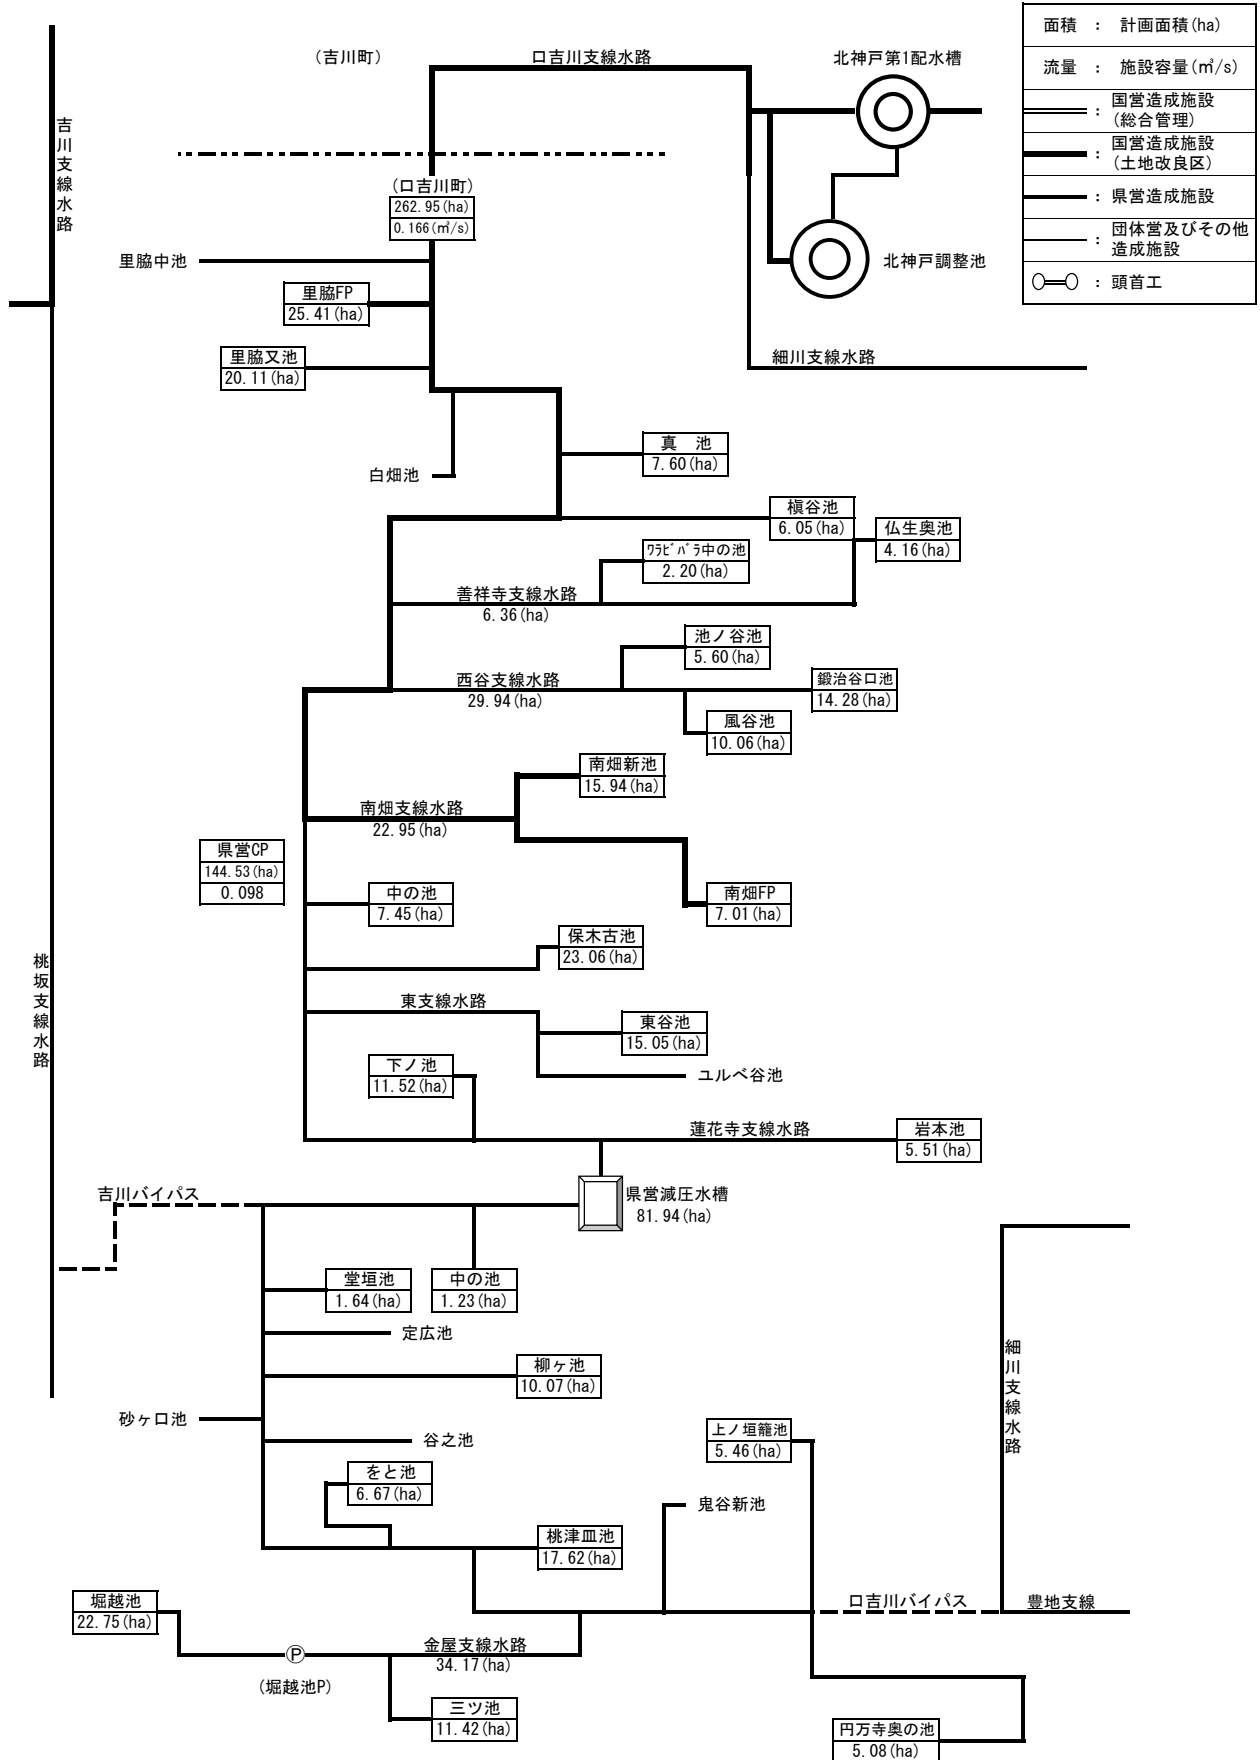 面積 : 計画面積(ha)
流量 : 施設容量(㎥/s)
: 国営造成施設
(総合管理)
: 国営造成施設
(土地改良区)
: 県営造成施設
: 団体営及びその他
造成施設
: 頭首工
(吉川町)
口吉川支線水路
北神戸第1配水槽
吉川支線水路
(口吉川町)
262.95(ha)
0.166(㎥/s)
里脇中池
北神戸調整池
里脇FP
25.41(ha)
里脇又池
20.11(ha)
細川支線水路
真 池
7.60(ha)
白畑池
槇谷池
6.05(ha)
仏生奥池
4.16(ha)
ワラビバラ中の池
2.20(ha)
善祥寺支線水路
6.36(ha)
池ノ谷池
5.60(ha)
西谷支線水路
29.94(ha)
鍛治谷口池
14.28(ha)
風谷池
10.06(ha)
南畑新池
15.94(ha)
南畑支線水路
22.95(ha)
県営CP
144.53(ha)
0.098
中の池
7.45(ha)
南畑FP
7.01(ha)
保木古池
23.06(ha)
桃坂支線水路
東支線水路
東谷池
15.05(ha)
下ノ池
11.52(ha)
ユルベ谷池
蓮花寺支線水路
岩本池
5.51(ha)
吉川バイパス
県営減圧水槽
81.94(ha)
堂垣池
1.64(ha)
中の池
1.23(ha)
定広池
細川支線水路
柳ヶ池
10.07(ha)
砂ヶ口池
谷之池
上ノ垣籠池
5.46(ha)
をと池
6.67(ha)
鬼谷新池
桃津皿池
17.62(ha)
堀越池
22.75(ha)
口吉川バイパス
豊地支線
P
金屋支線水路
34.17(ha)
(堀越池P)
三ツ池
11.42(ha)
円万寺奥の池
5.08(ha)